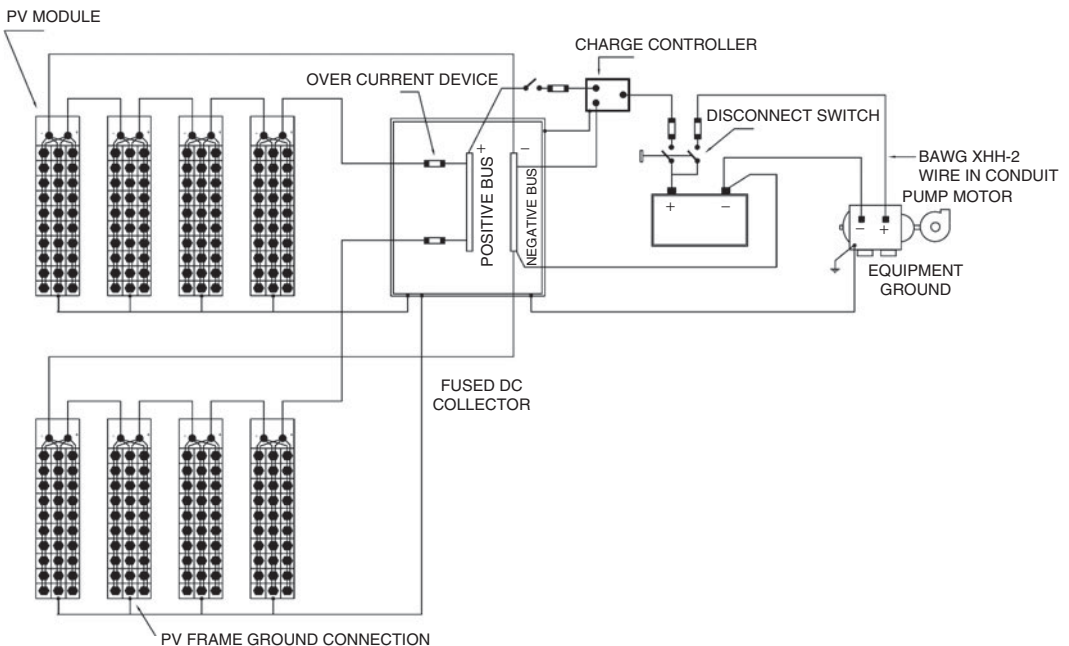 PV MODULE
CHARGE CONTROLLER
OVER CURRENT DEVICE
DISCONNECT SWITCH
+
−
POSITIVE BUS
NEGATIVE BUS
BAWG XHH-2
WIRE IN CONDUIT
PUMP MOTOR
+ −
− +
EQUIPMENT
GROUND
FUSED DC
COLLECTOR
PV FRAME GROUND CONNECTION